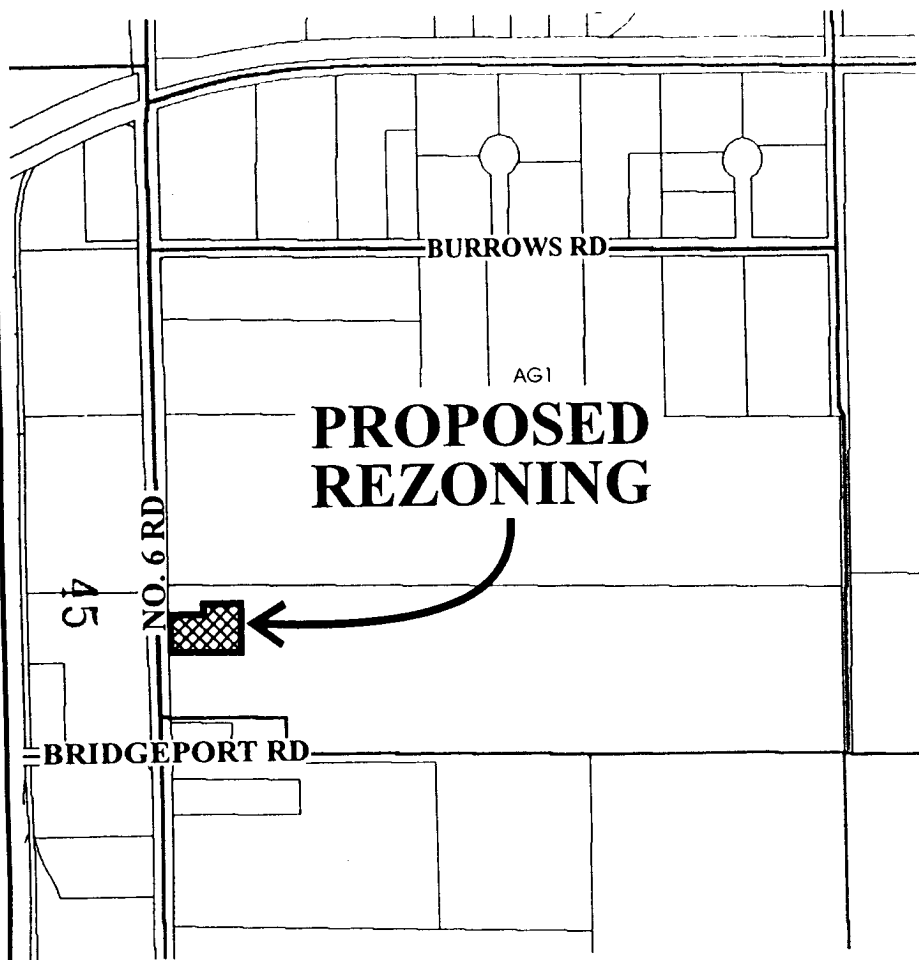 BURROWS RD
AG1
PROPOSED
REZONING
NO. 6 RD
45
BRIDGEPORT RD